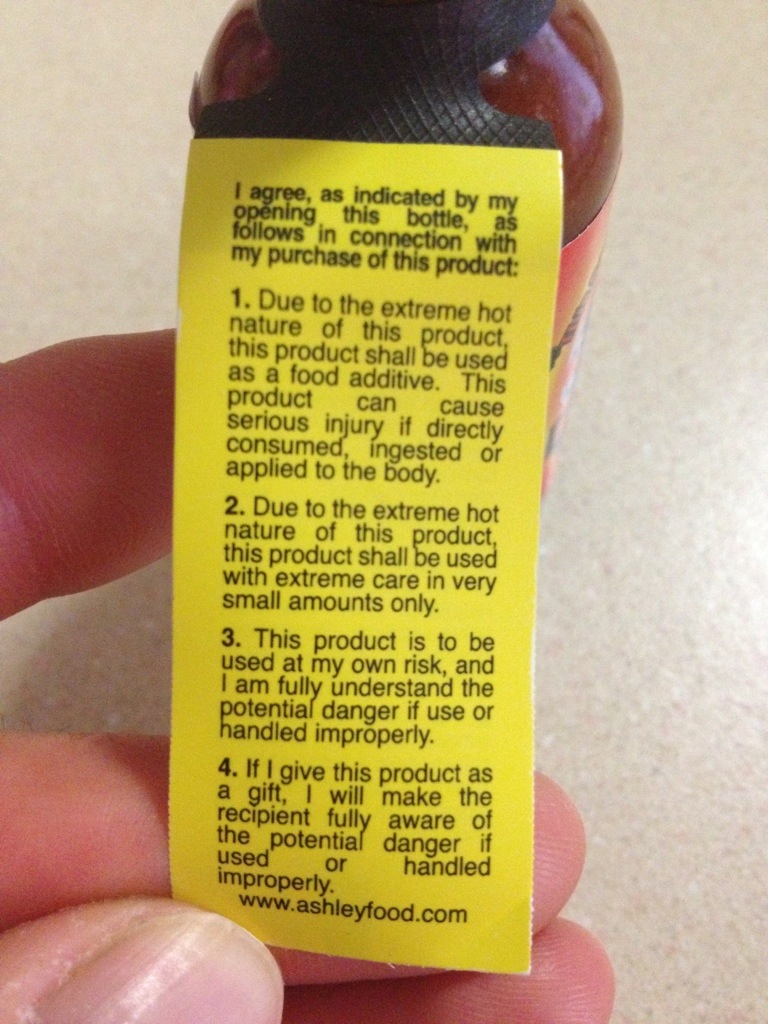 I agree, as indicated by my
opening this bottle, as
follows in connection with
my purchase of this product:
1. Due to the extreme hot
nature of this product,
this product shall be used
as a food additive. This
product can cause
serious injury if directly
consumed, ingested or
applied to the body.
2. Due to the extreme hot
nature of this product,
this product shall be used
with extreme care in very
small amounts only.
3. This product is to be
used at my own risk, and
I am fully understand the
potential danger if use or
handled improperly.
4. If I give this product as
a gift, I will make the
recipient fully aware of
the potential danger if
used or handled
improperly.
www.ashleyfood.com